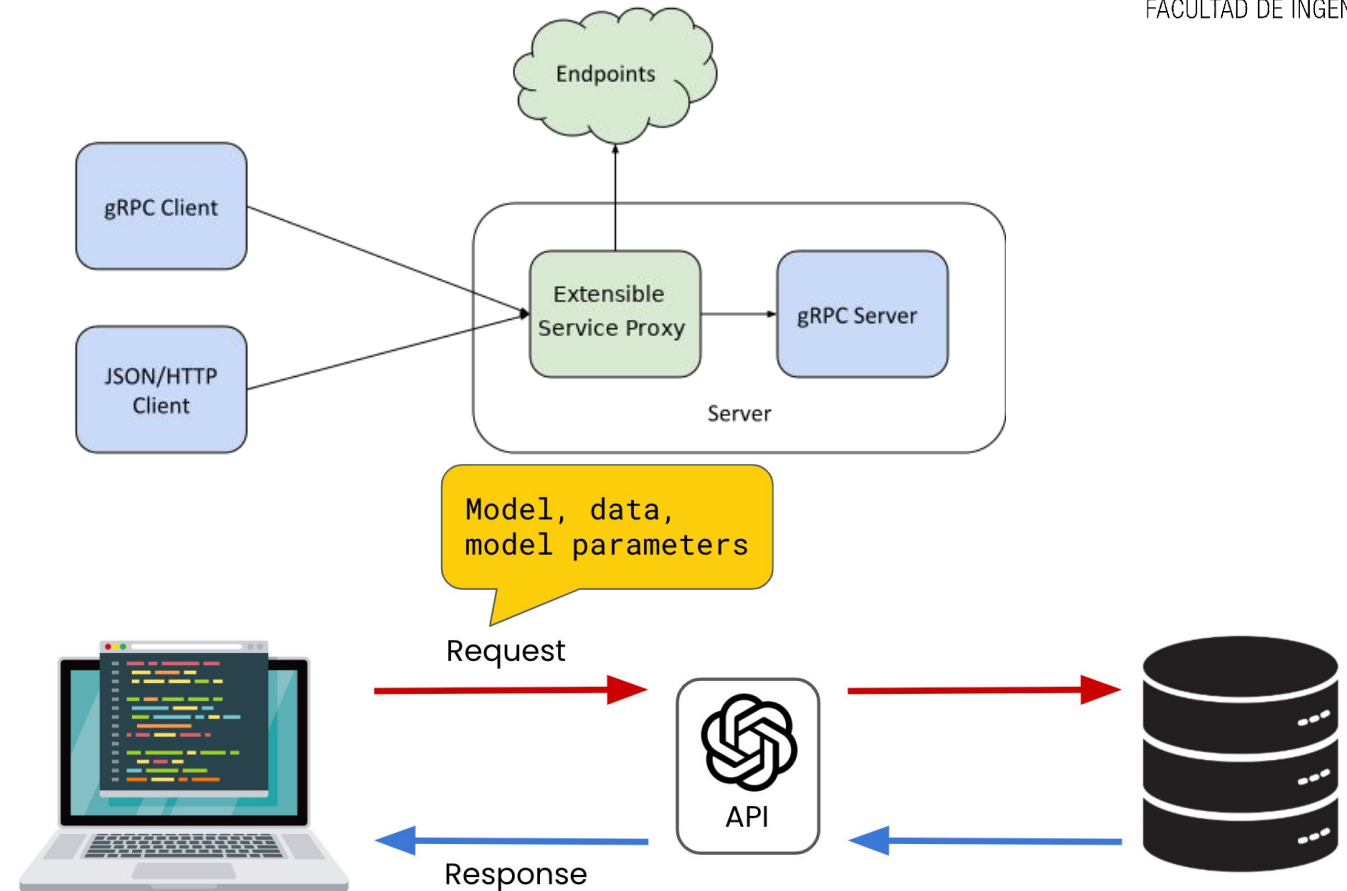 FACULTAD DE INGEN
Endpoints
gRPC Client
Extensible
Service Proxy
gRPC Server
JSON/HTTP
Client
Server
Model, data,
model parameters
Request
API
Response